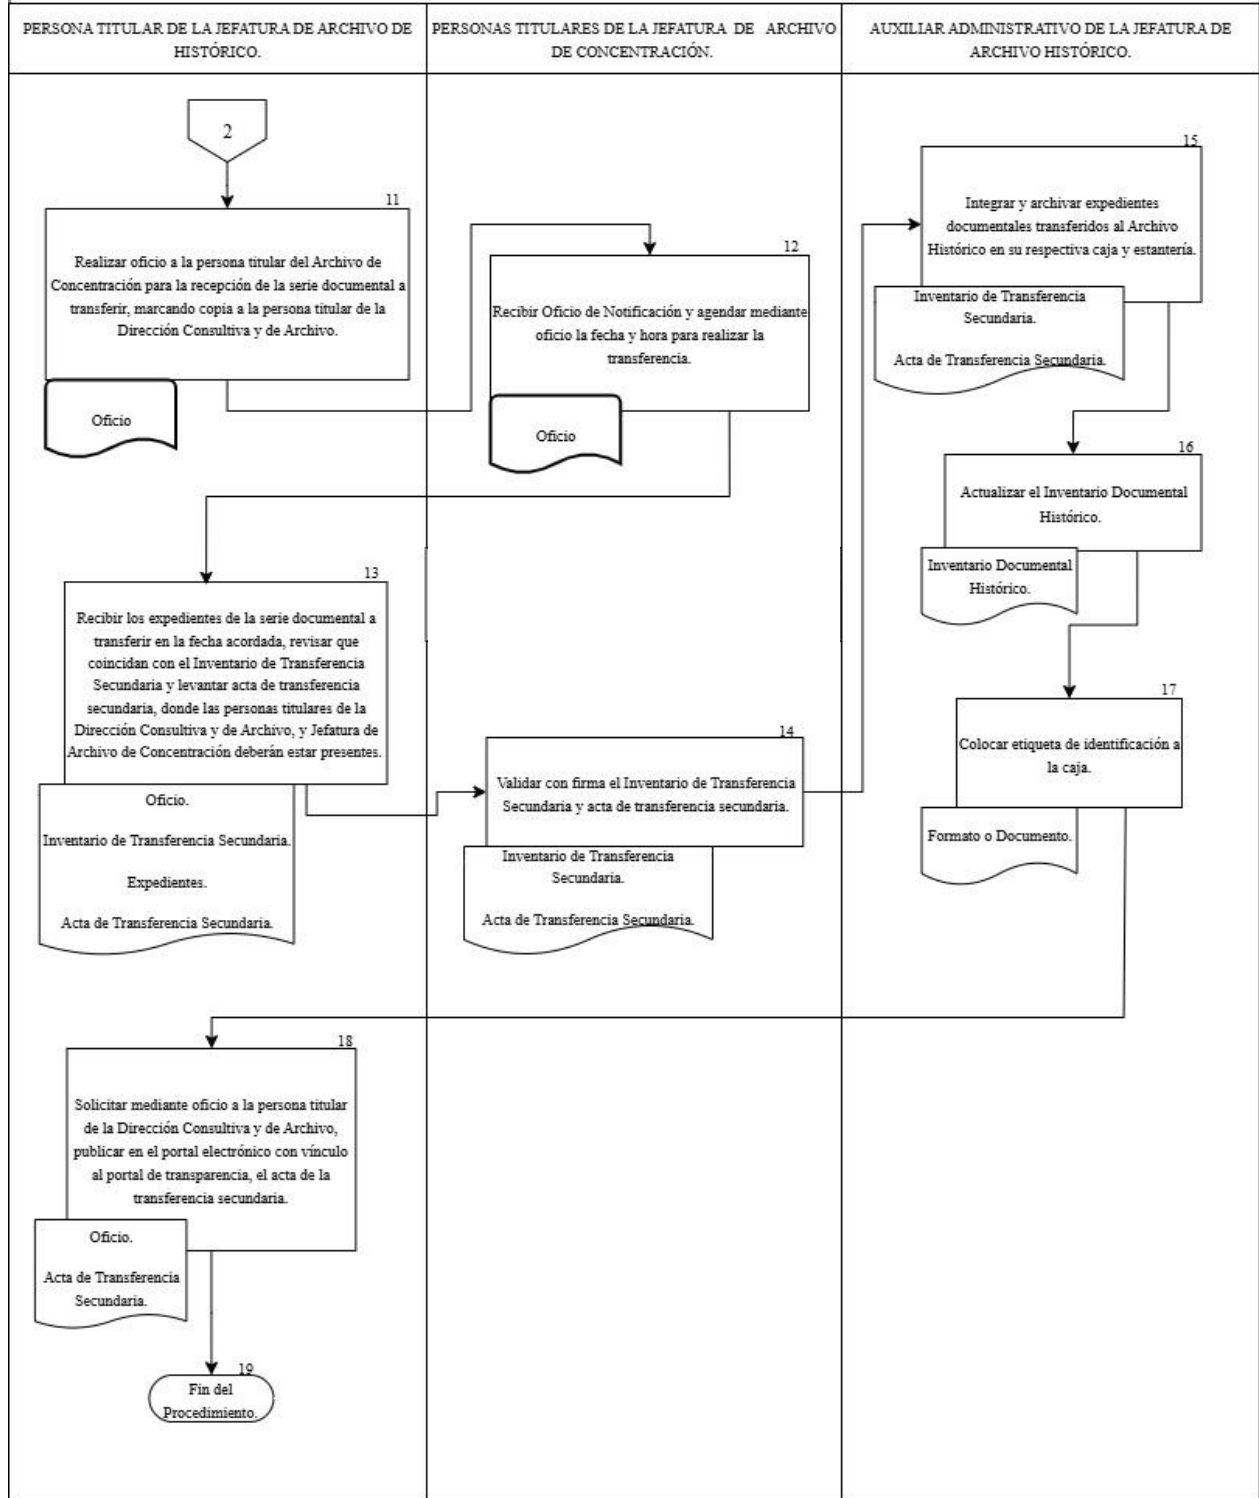 PERSONA TITULAR DE LA JEFATURA DE ARCHIVO DE
HISTÓRICO.
PERSONAS TITULARES DE LA JEFATURA DE ARCHIVO
DE CONCENTRACIÓN.
AUXILIAR ADMINISTRATIVO DE LA JEFATURA DE
ARCHIVO HISTÓRICO.
2
11
Realizar oficio a la persona titular del Archivo de
Concentración para la recepción de la serie documental a
transferir, marcando copia a la persona titular de la
Dirección Consultiva y de Archivo.
Oficio
12
Recibir Oficio de Notificación y agendar mediante
oficio la fecha y hora para realizar la
transferencia.
Oficio
13
Recibir los expedientes de la serie documental a
transferir en la fecha acordada, revisar que
coincidan con el Inventario de Transferencia
Secundaria y levantar acta de transferencia
secundaria, donde las personas titulares de la
Dirección Consultiva y de Archivo, y Jefatura de
Archivo de Concentración deberán estar presentes.
Oficio.
Inventario de Transferencia Secundaria.
Expedientes.
Acta de Transferencia Secundaria.
14
Validar con firma el Inventario de Transferencia
Secundaria y acta de transferencia secundaria.
Inventario de Transferencia
Secundaria.
Acta de Transferencia Secundaria.
15
Integrar y archivar expedientes
documentales transferidos al Archivo
Histórico en su respectiva caja y estantería.
Inventario de Transferencia
Secundaria.
Acta de Transferencia Secundaria.
16
Actualizar el Inventario Documental
Histórico.
Inventario Documental
Histórico.
17
Colocar etiqueta de identificación a
la caja.
Formato o Documento.
18
Solicitar mediante oficio a la persona titular
de la Dirección Consultiva y de Archivo,
publicar en el portal electrónico con vínculo
al portal de transparencia, el acta de la
transferencia secundaria.
Oficio.
Acta de Transferencia
Secundaria.
19
Fin del
Procedimiento.